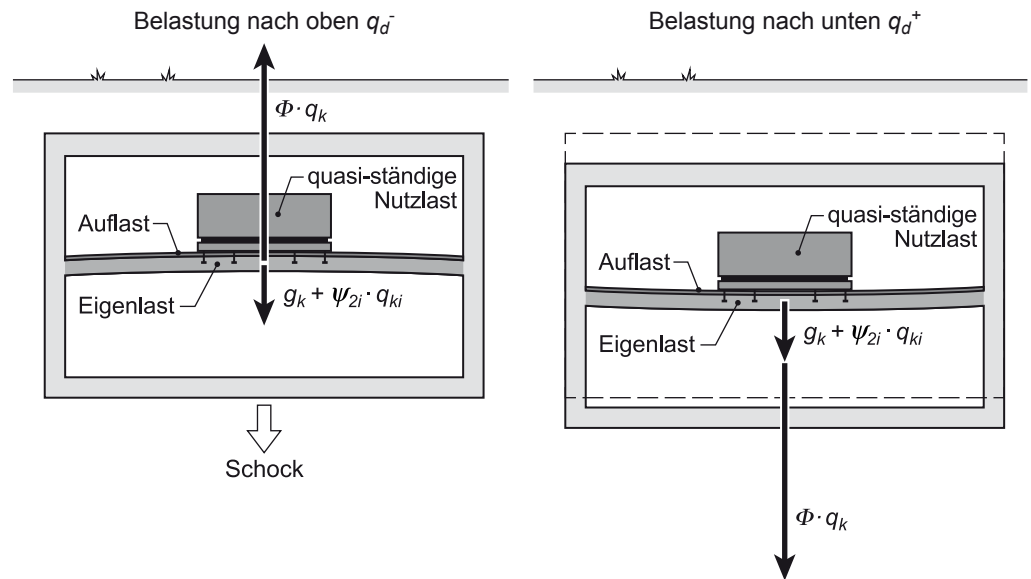 Belastung nach oben q_d^-
Φ · q_k
quasi-ständige
Nutzlast
Auflast
Eigenlast
g_k + ψ_2i · q_ki
Schock
Belastung nach unten q_d^+
quasi-ständige
Nutzlast
Auflast
Eigenlast
g_k + ψ_2i · q_ki
Φ · q_k